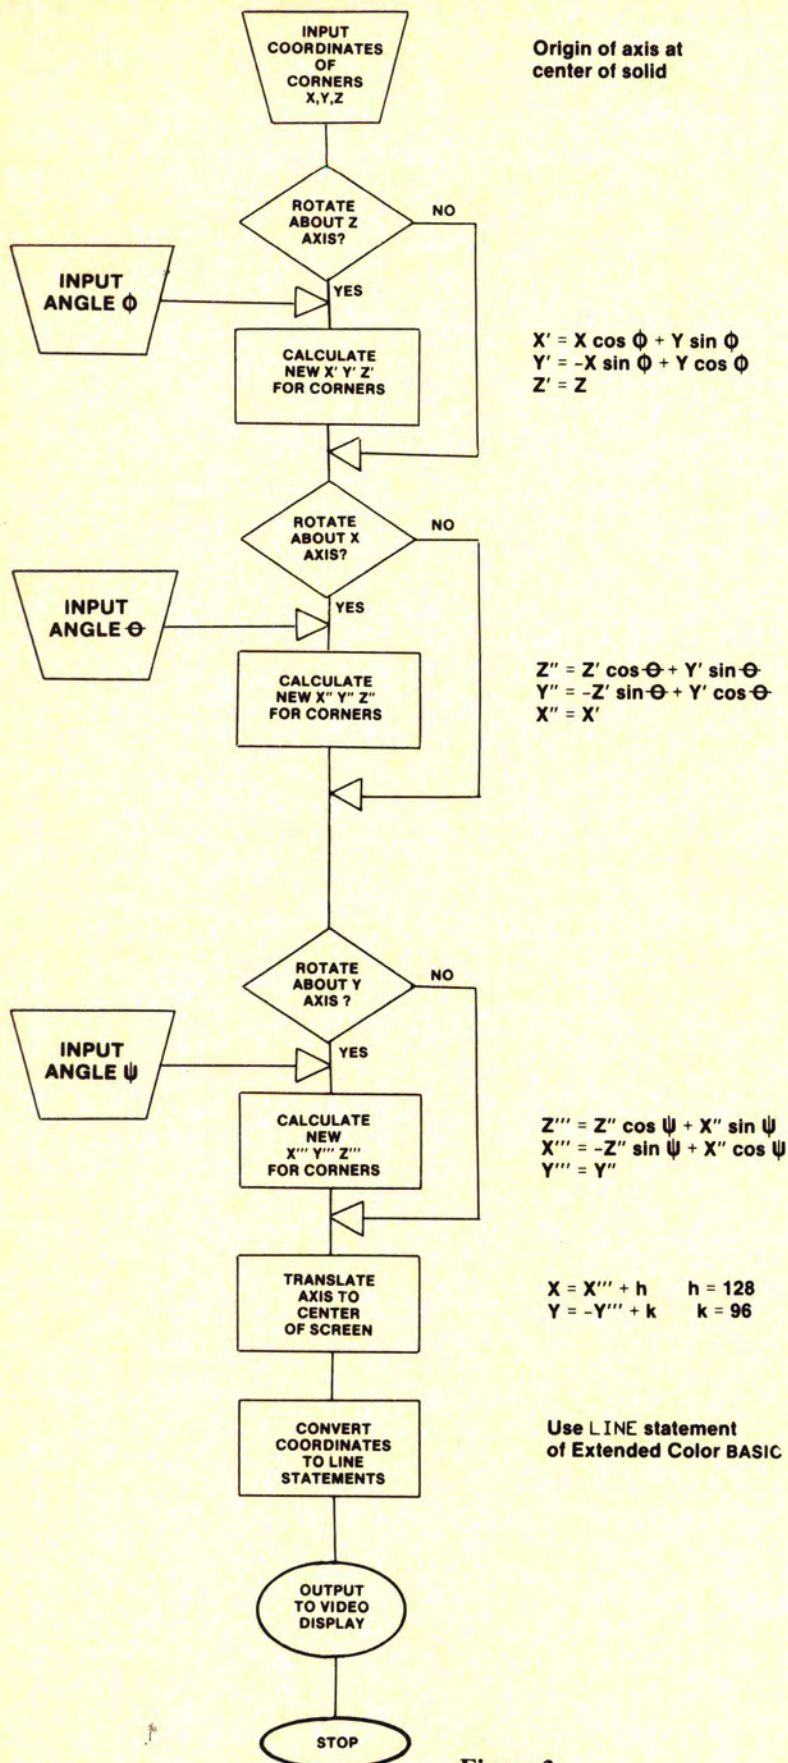 INPUT
COORDINATES
OF
CORNERS
X,Y,Z
Origin of axis at
center of solid
ROTATE
ABOUT Z
AXIS?
NO
YES
INPUT
ANGLE ϕ
CALCULATE
NEW X' Y' Z'
FOR CORNERS
X' = X cos ϕ + Y sin ϕ
Y' = -X sin ϕ + Y cos ϕ
Z' = Z
ROTATE
ABOUT X
AXIS?
NO
YES
INPUT
ANGLE Θ
CALCULATE
NEW X'' Y'' Z''
FOR CORNERS
Z'' = Z' cos Θ + Y' sin Θ
Y'' = -Z' sin Θ + Y' cos Θ
X'' = X'
ROTATE
ABOUT Y
AXIS ?
NO
YES
INPUT
ANGLE ψ
CALCULATE
NEW
X''' Y''' Z'''
FOR CORNERS
Z''' = Z'' cos ψ + X'' sin ψ
X''' = -Z'' sin ψ + X'' cos ψ
Y''' = Y''
TRANSLATE
AXIS TO
CENTER
OF SCREEN
X = X''' + h h = 128
Y = -Y''' + k k = 96
CONVERT
COORDINATES
TO LINE
STATEMENTS
Use LINE statement
of Extended Color BASIC
OUTPUT
TO VIDEO
DISPLAY
STOP